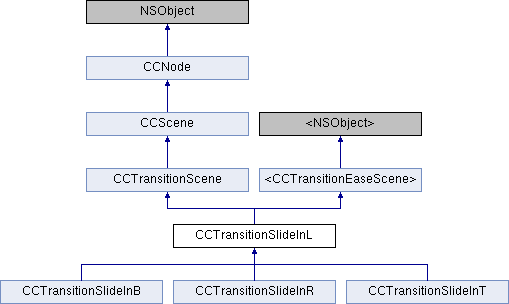 NSObject
CCNode
CCScene
<NSObject>
CCTransitionScene
<CCTransitionEaseScene>
CCTransitionSlideInL
CCTransitionSlideInB
CCTransitionSlideInR
CCTransitionSlideInT